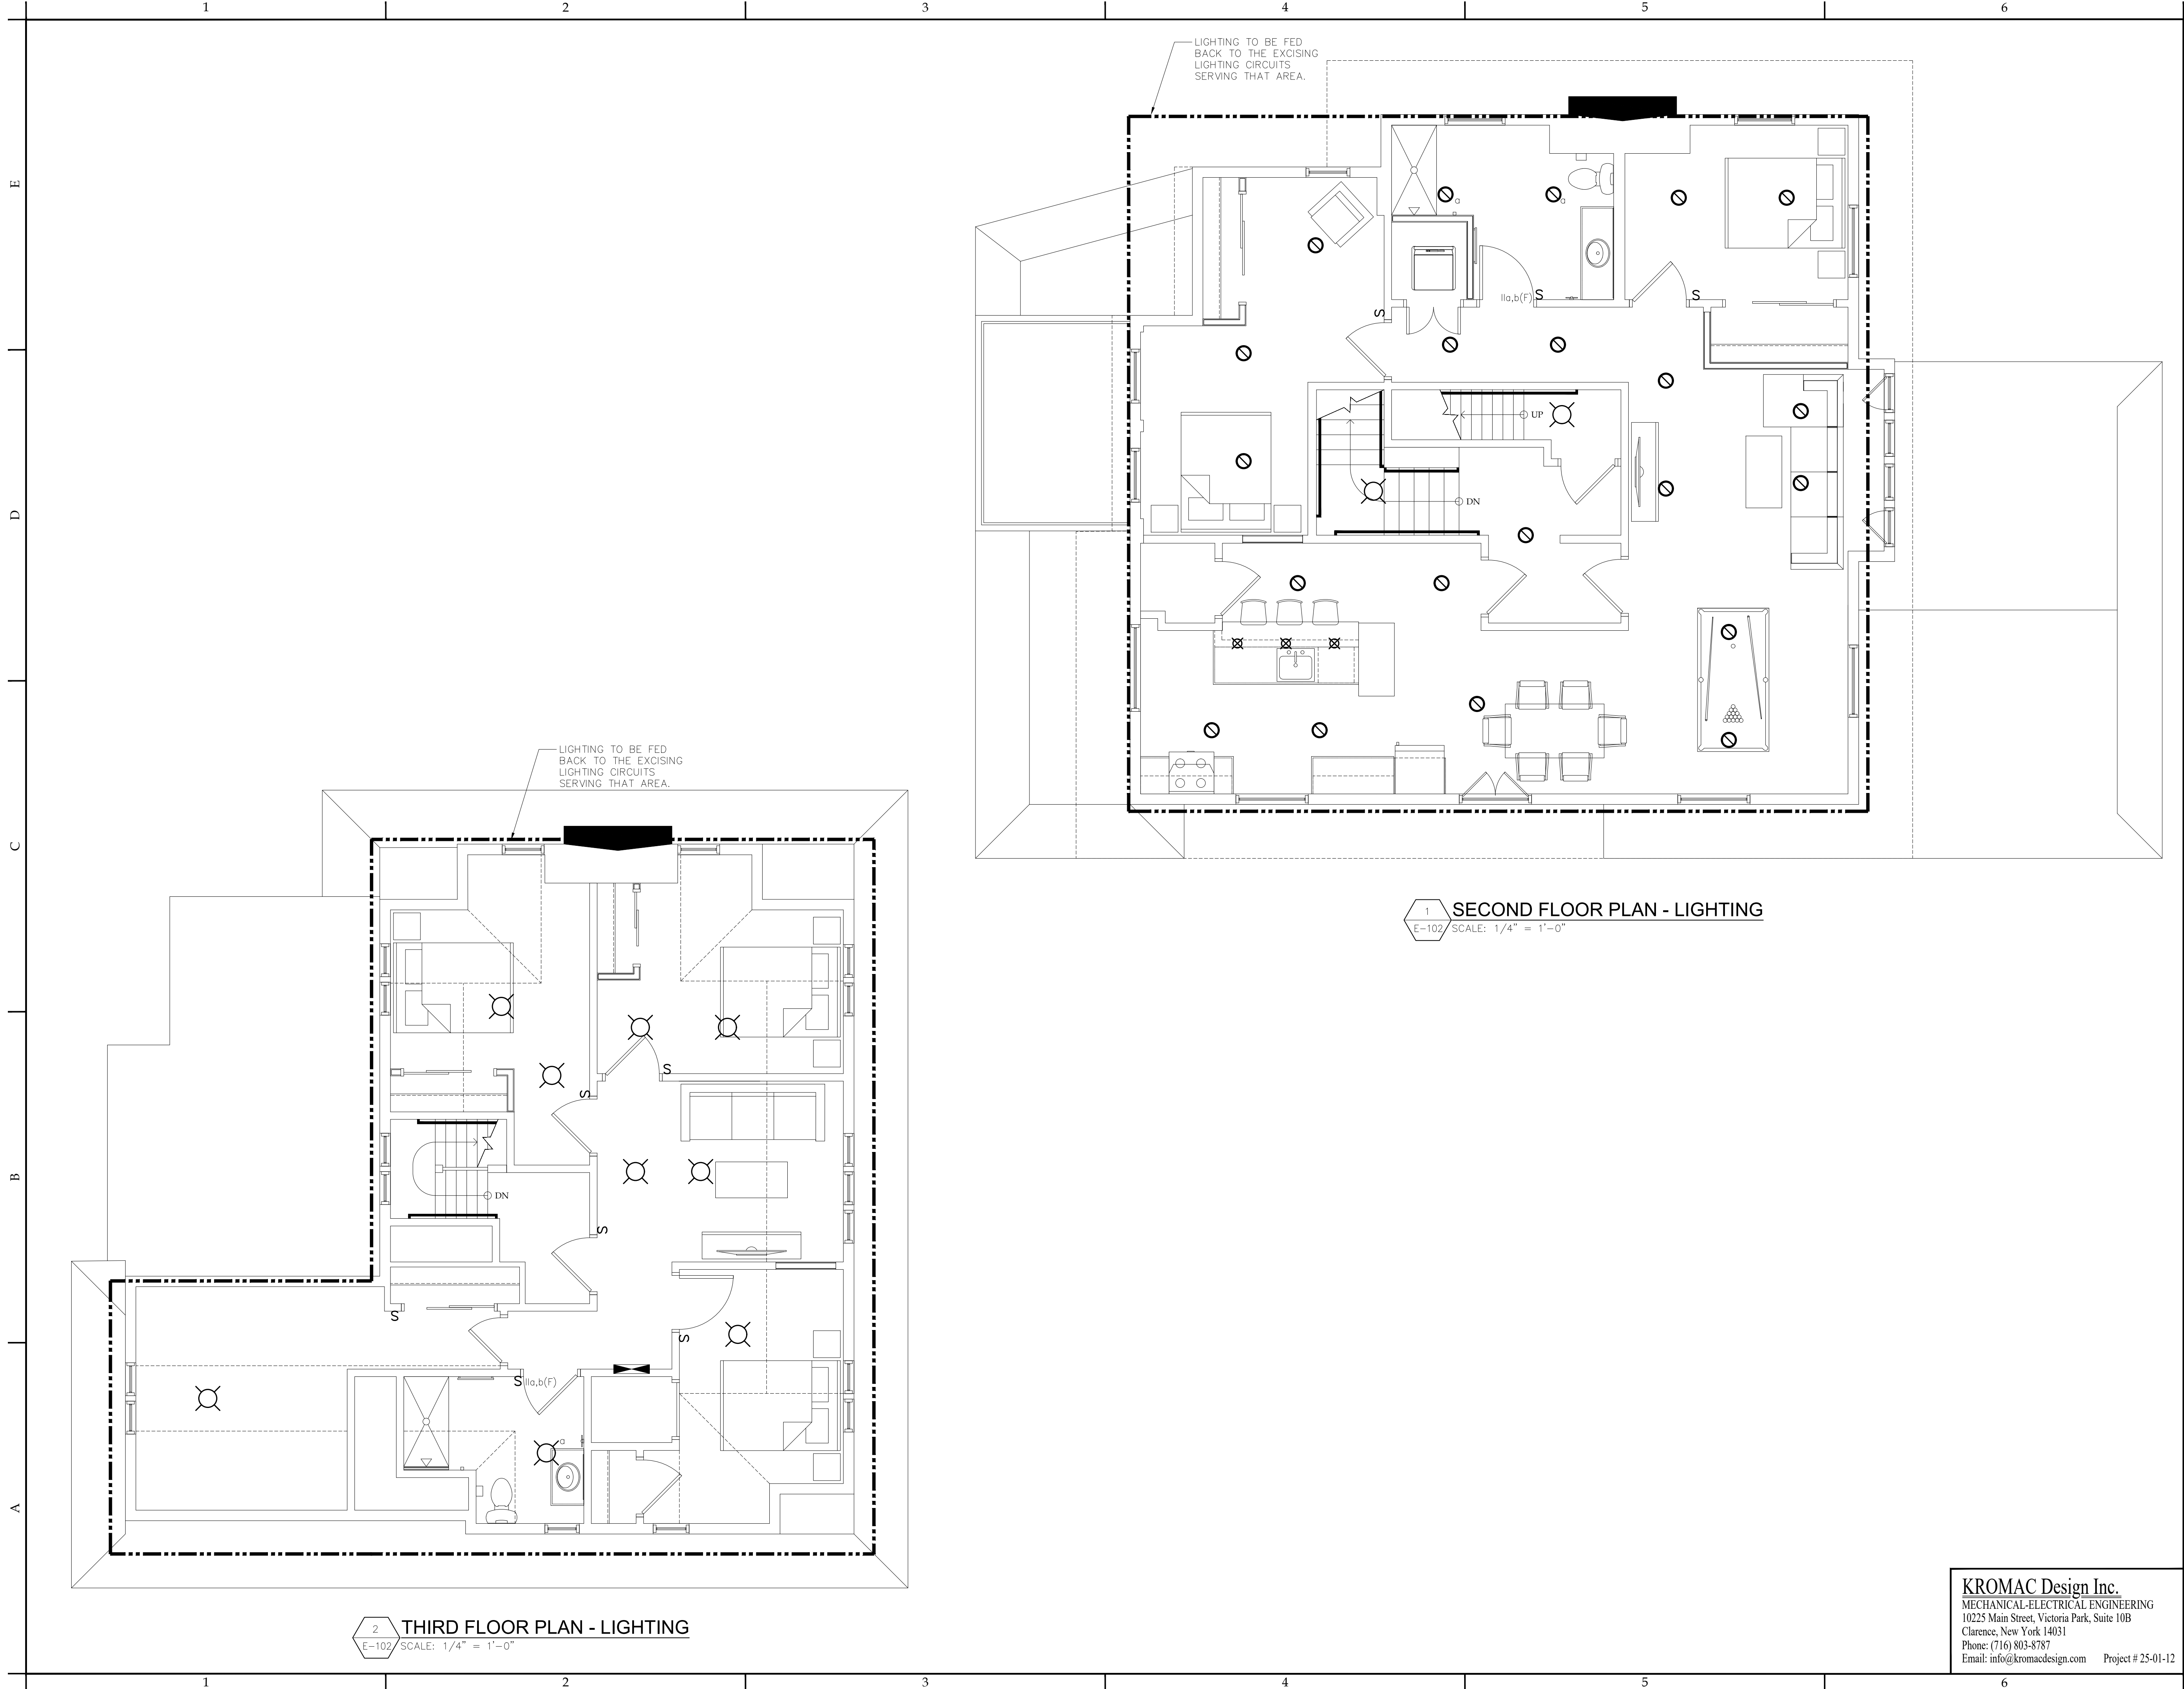 1 2 3 4 5 6
LIGHTING TO BE FED
BACK TO THE EXCISING
LIGHTING CIRCUITS
SERVING THAT AREA.
E
a
a
IIa,b(F) S
S
S
UP
D
DN
LIGHTING TO BE FED
BACK TO THE EXCISING
LIGHTING CIRCUITS
SERVING THAT AREA.
C
1
E-102
SECOND FLOOR PLAN - LIGHTING
SCALE: 1/4" = 1'-0"
S
S
B
DN
S
S
S
S IIa,b(F)
a
A
2
E-102
THIRD FLOOR PLAN - LIGHTING
SCALE: 1/4" = 1'-0"
KROMAC Design Inc.
MECHANICAL-ELECTRICAL ENGINEERING
10225 Main Street, Victoria Park, Suite 10B
Clarence, New York 14031
Phone: (716) 803-8787
Email: info@kromacdesign.com Project # 25-01-12
1 2 3 4 5 6